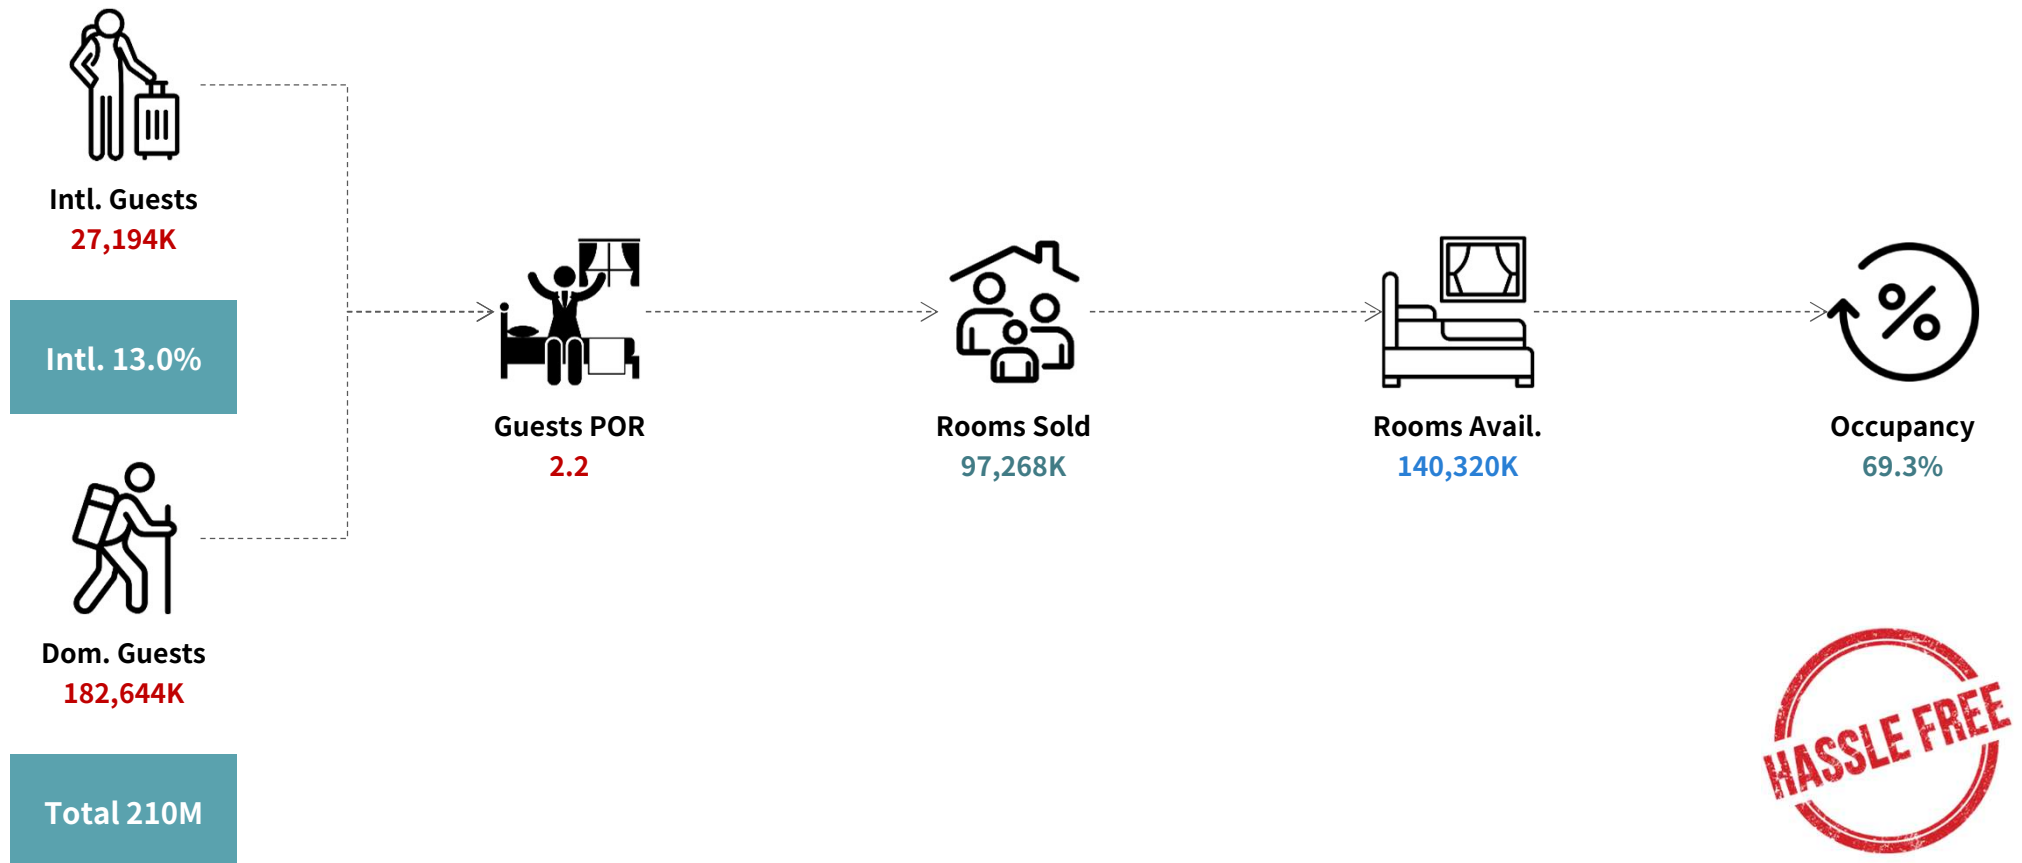 Intl. Guests
27,194K
Intl. 13.0%
Dom. Guests
182,644K
Total 210M
Guests POR
2.2
Rooms Sold
97,268K
Rooms Avail.
140,320K
%
Occupancy
69.3%
HASSLE FREE